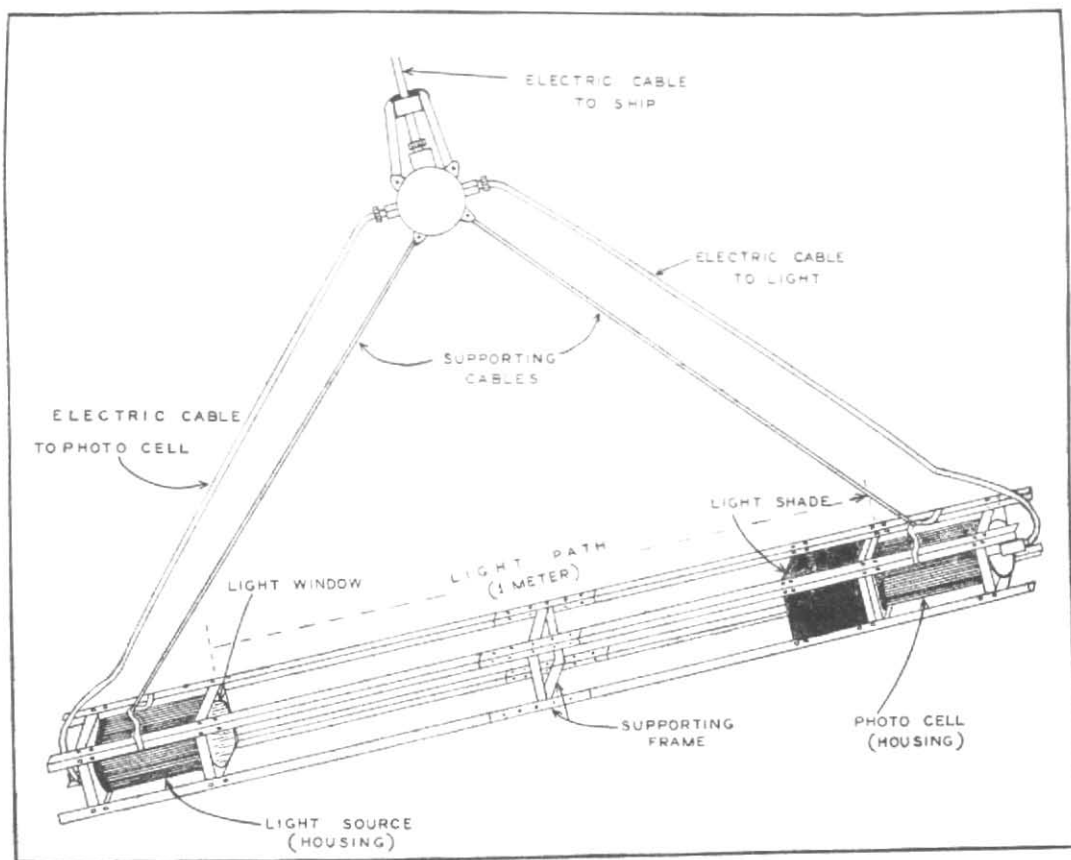 ELECTRIC CABLE
TO SHIP
ELECTRIC CABLE
TO LIGHT
SUPPORTING
CABLES
ELECTRIC CABLE
TO PHOTO CELL
LIGHT SHADE
LIGHT PATH
(1 METER)
LIGHT WINDOW
SUPPORTING
FRAME
PHOTO CELL
(HOUSING)
LIGHT SOURCE
(HOUSING)